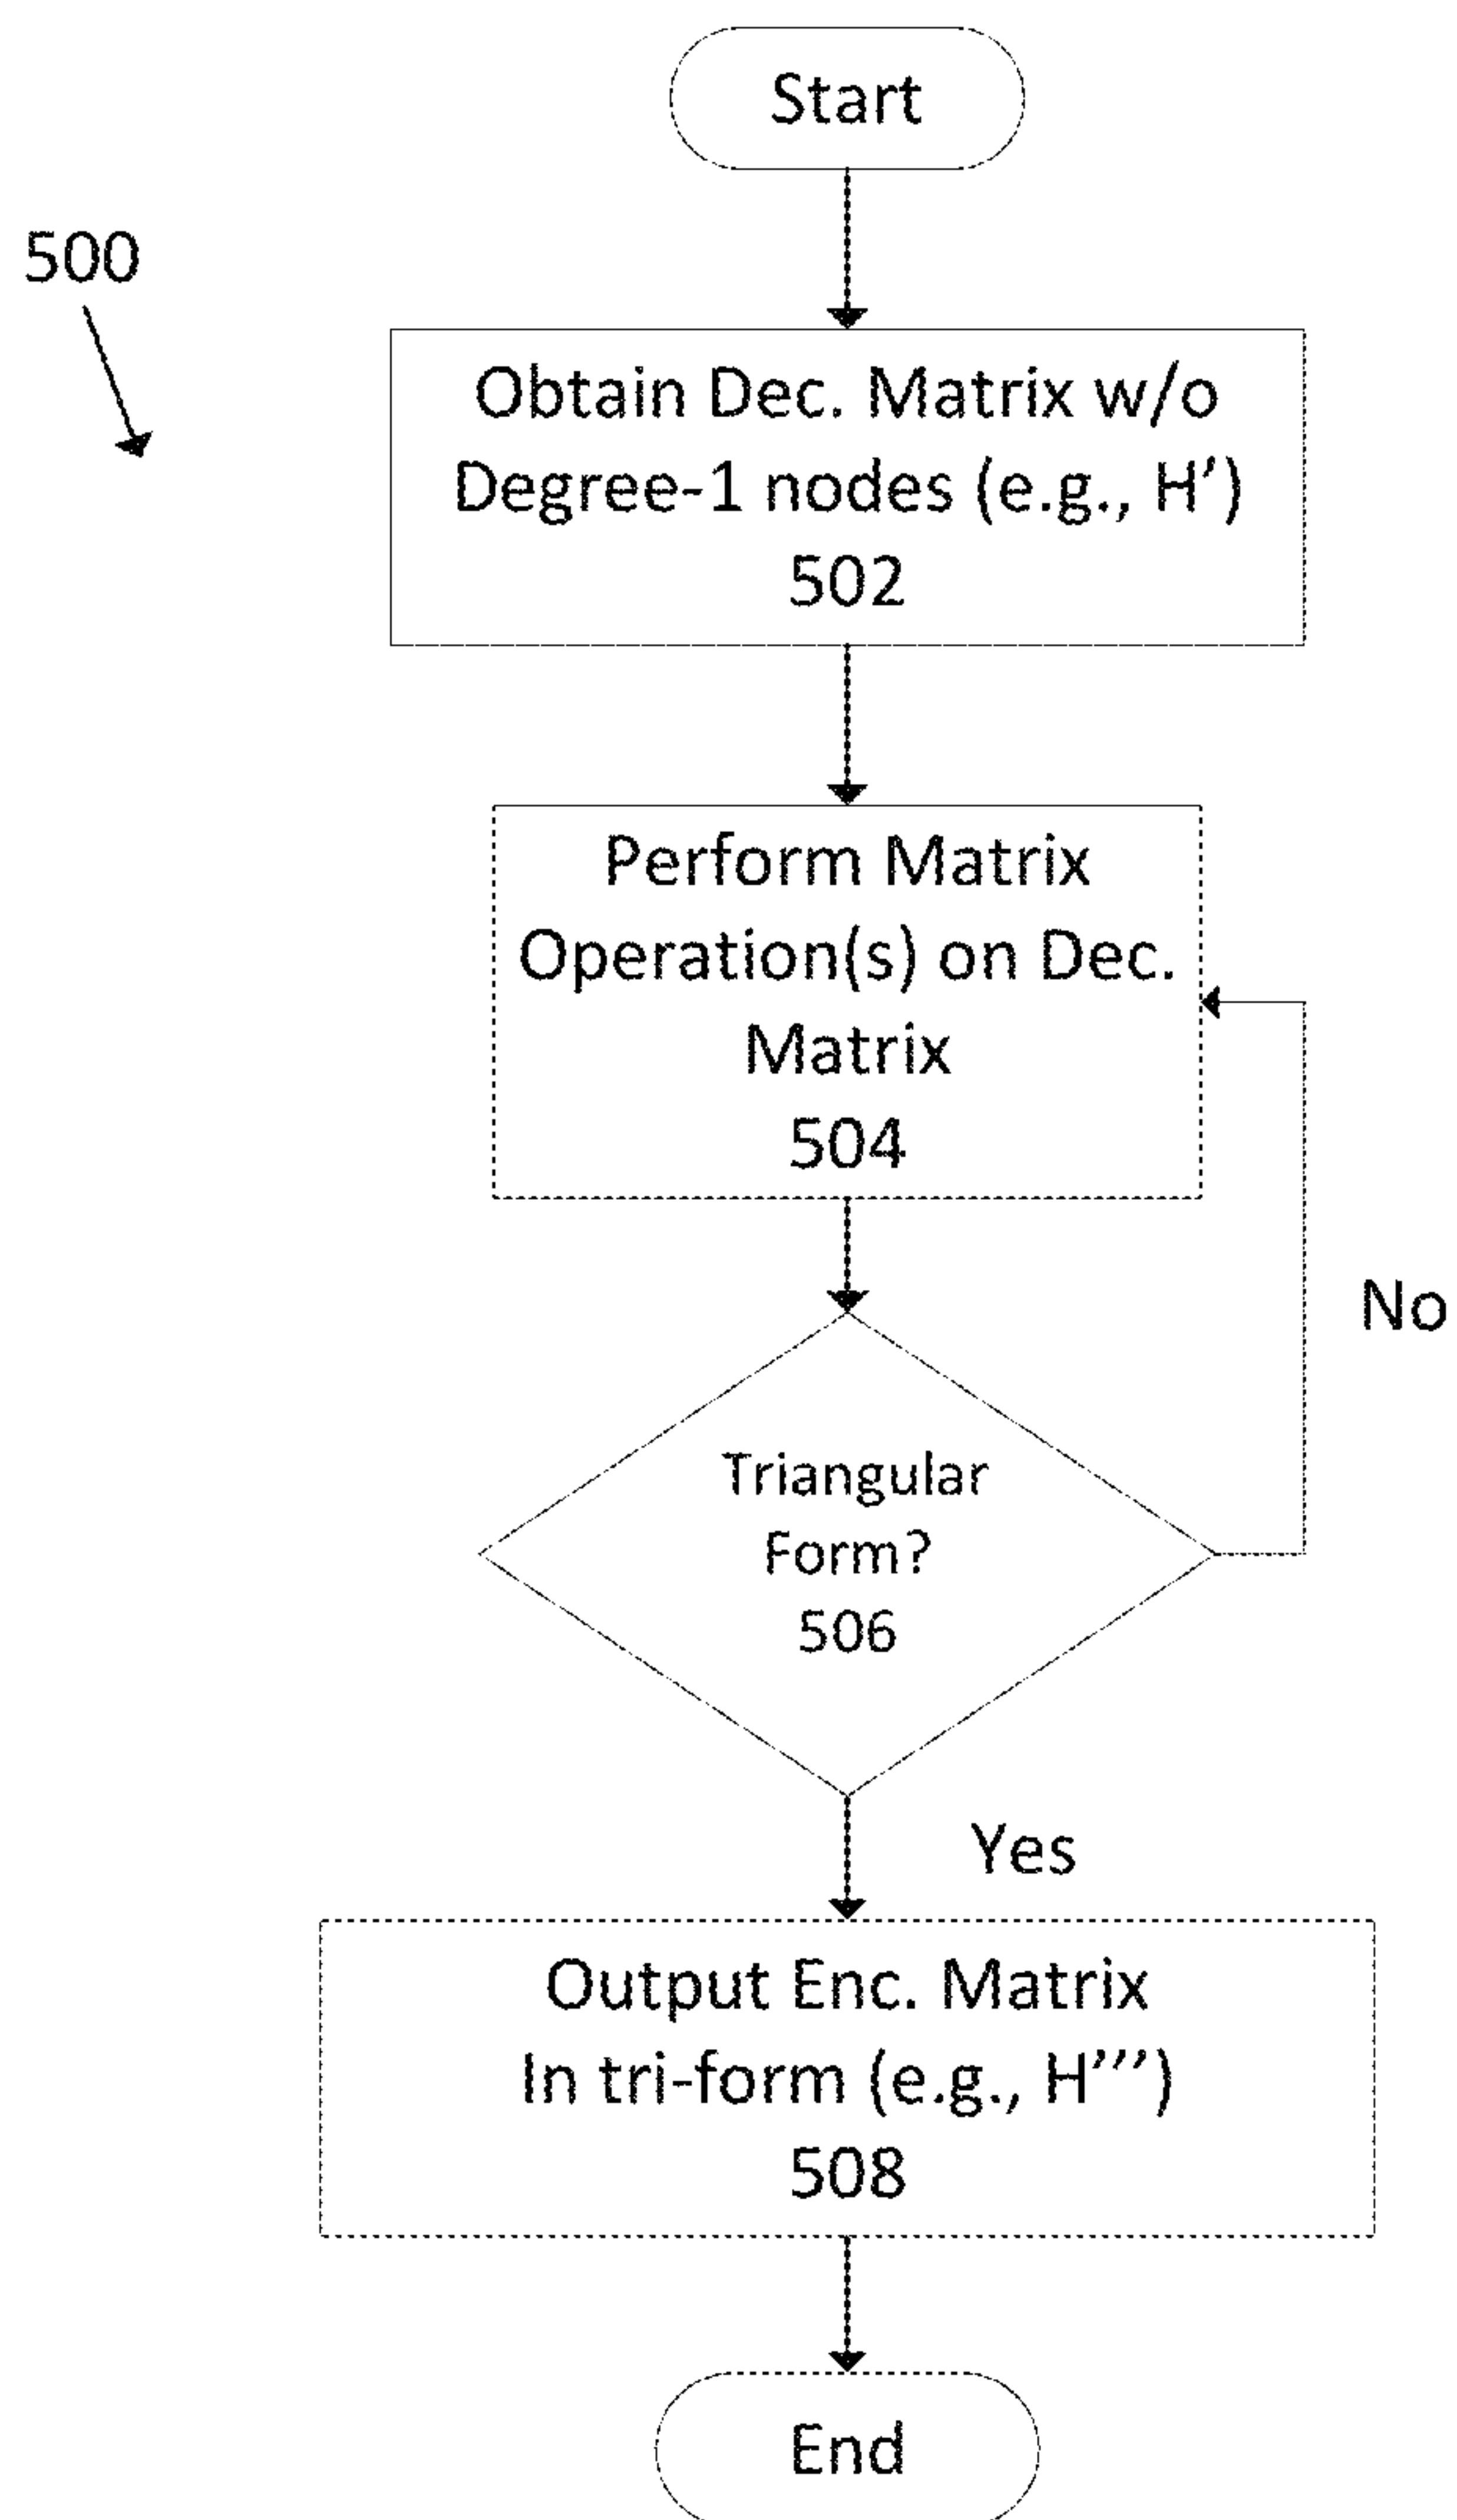 Start
500
Obtain Dec. Matrix w/o
Degree-1 nodes (e.g., H′)
502
Perform Matrix
Operation(s) on Dec.
Matrix
504
No
Triangular
Form?
506
Yes
Output Enc. Matrix
In tri-form (e.g., H’’’)
508
End